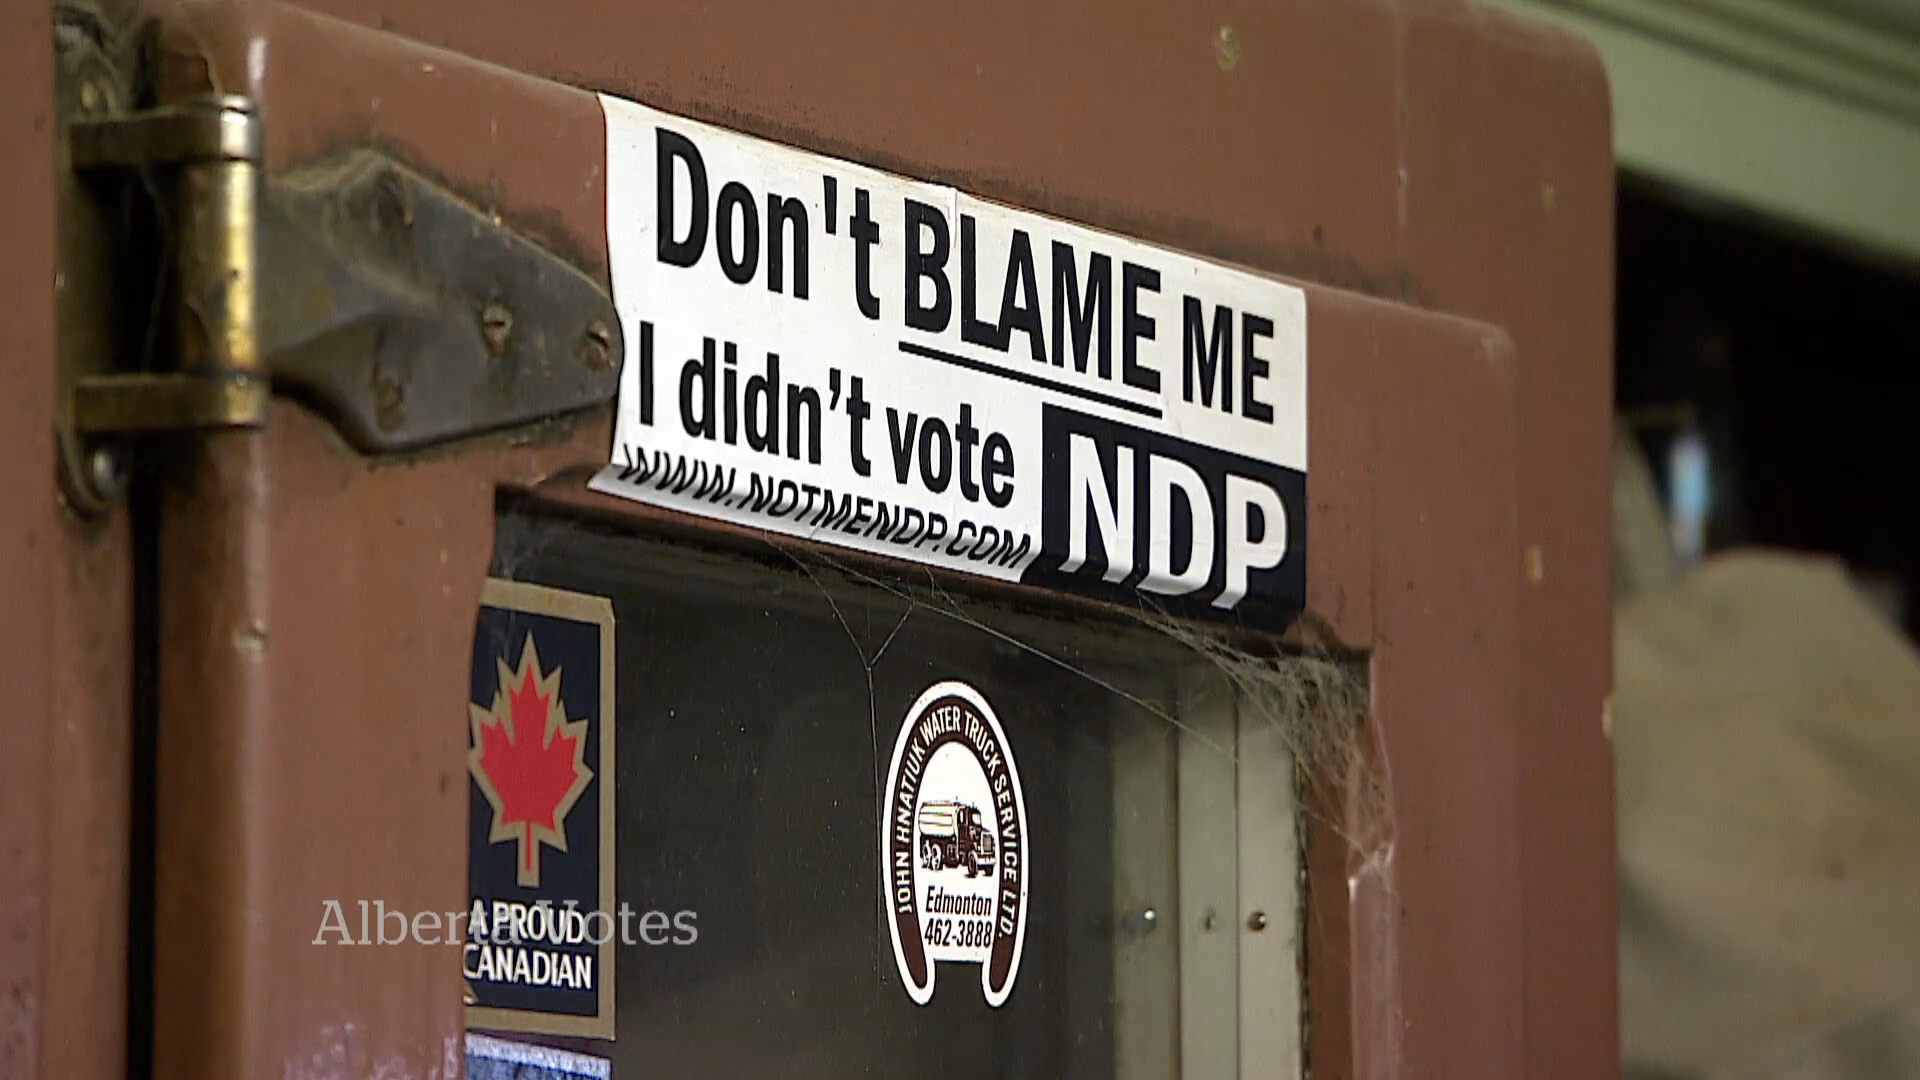 Don't BLAME ME
I didn't vote NDP
WWW.NOTMENDP.COM
A PROUD
CANADIAN
JOHN HNATIUK WATER TRUCK SERVICE LTD.
Edmonton
462-3888
Alberta Votes